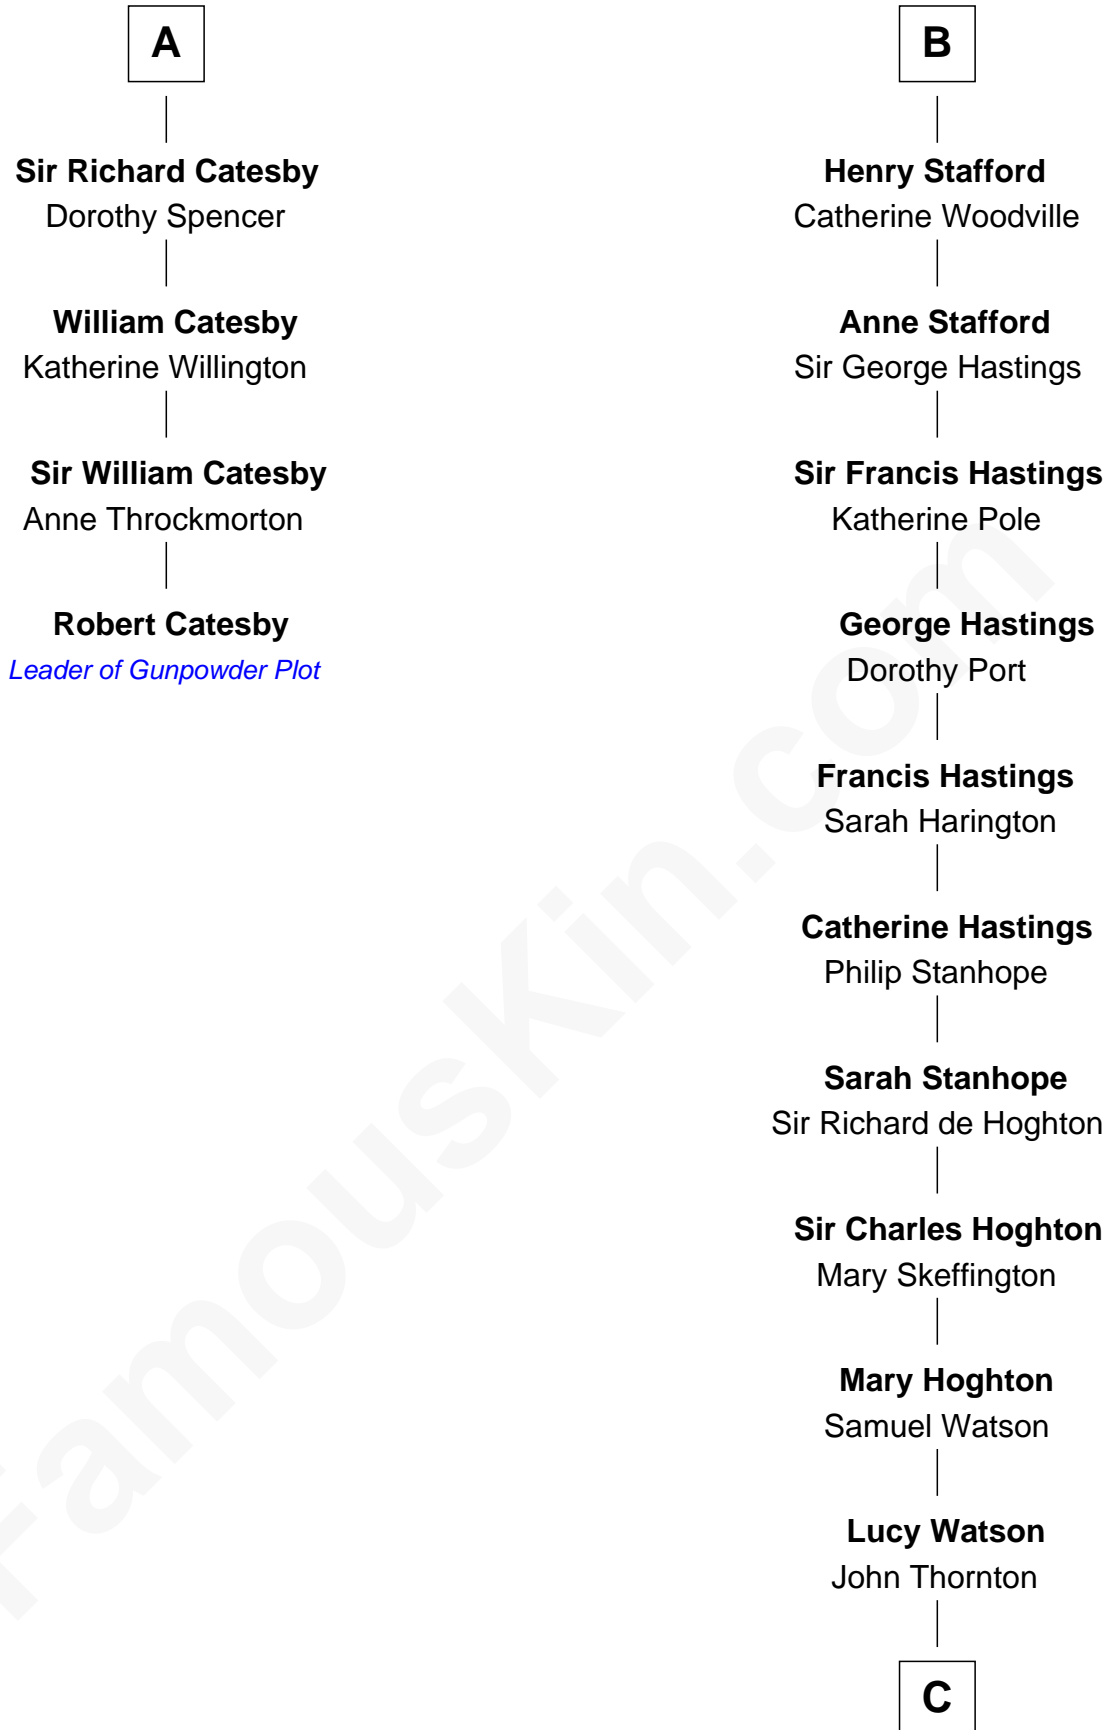 A
Sir Richard Catesby
Dorothy Spencer
William Catesby
Katherine Willington
Sir William Catesby
Anne Throckmorton
Robert Catesby
Leader of Gunpowder Plot
B
Henry Stafford
Catherine Woodville
Anne Stafford
Sir George Hastings
Sir Francis Hastings
Katherine Pole
George Hastings
Dorothy Port
Francis Hastings
Sarah Harington
Catherine Hastings
Philip Stanhope
Sarah Stanhope
Sir Richard de Hoghton
Sir Charles Hoghton
Mary Skeffington
Mary Hoghton
Samuel Watson
Lucy Watson
John Thornton
C
FamousKin.com